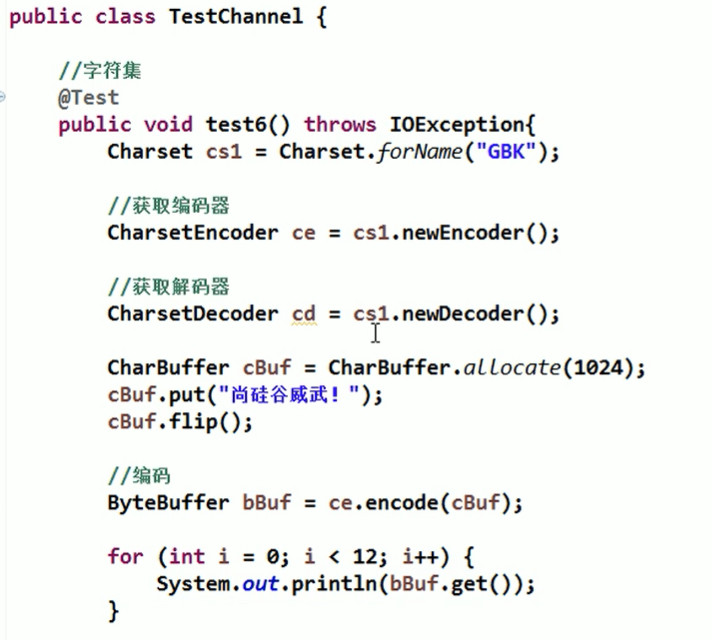 public class TestChannel {
//字符集
@Test
public void test6() throws IOException{
Charset cs1 = Charset.forName("GBK");
//获取编码器
CharsetEncoder ce = cs1.newEncoder();
//获取解码器
CharsetDecoder cd = cs1.newDecoder();
CharBuffer cBuf = CharBuffer.allocate(1024);
cBuf.put("尚硅谷威武！");
cBuf.flip();
//编码
ByteBuffer bBuf = ce.encode(cBuf);
for (int i = 0; i < 12; i++) {
System.out.println(bBuf.get());
}